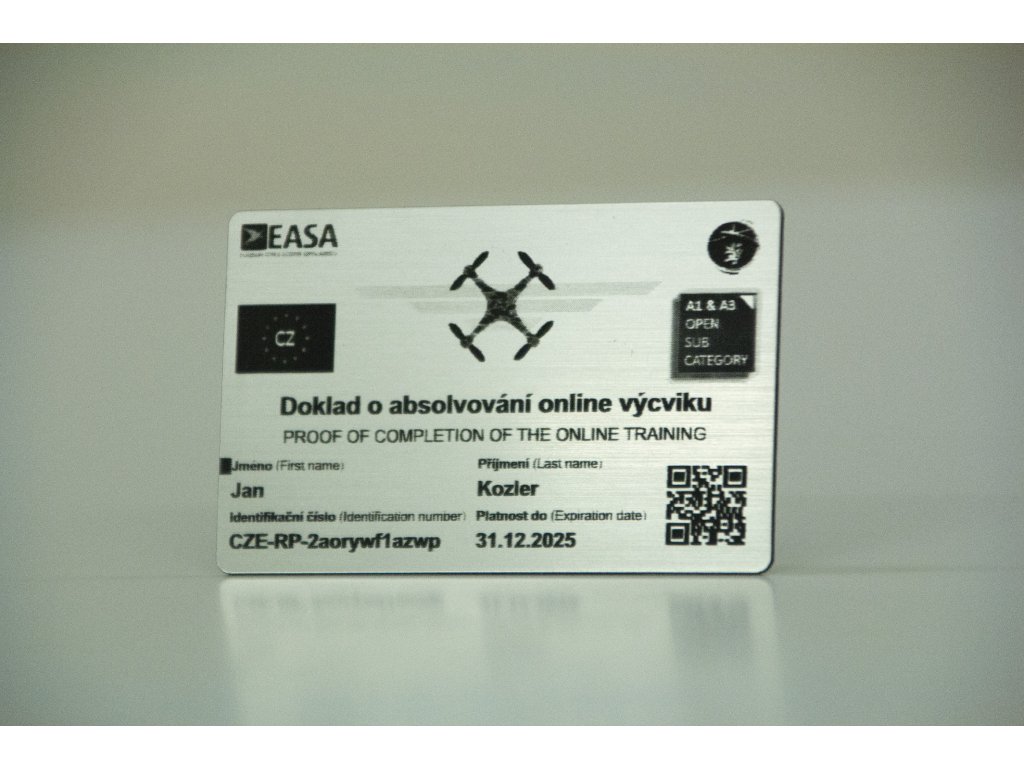 EASA
CZ
A1 & A3
OPEN
SUB
CATEGORY
Doklad o absolvování online výcviku
PROOF OF COMPLETION OF THE ONLINE TRAINING
Jméno (First name)
Příjmení (Last name)
Jan
Kozler
Identifikační číslo (Identification number)
Platnost do (Expiration date)
CZE-RP-2aorywf1azwp
31.12.2025